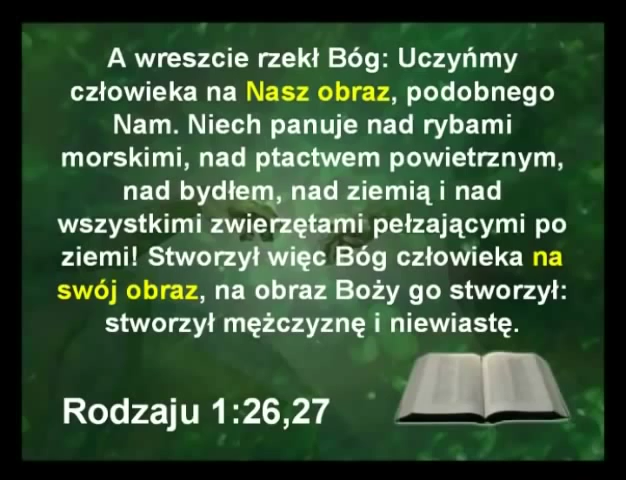 A wreszcie rzekł Bóg: Uczyńmy
człowieka na Nasz obraz, podobnego
Nam. Niech panuje nad rybami
morskimi, nad ptactwem powietrznym,
nad bydłem, nad ziemią i nad
wszystkimi zwierzętami pełzającymi po
ziemi! Stworzył więc Bóg człowieka na
swój obraz, na obraz Boży go stworzył:
stworzył mężczyznę i niewiastę.
Rodzaju 1:26,27